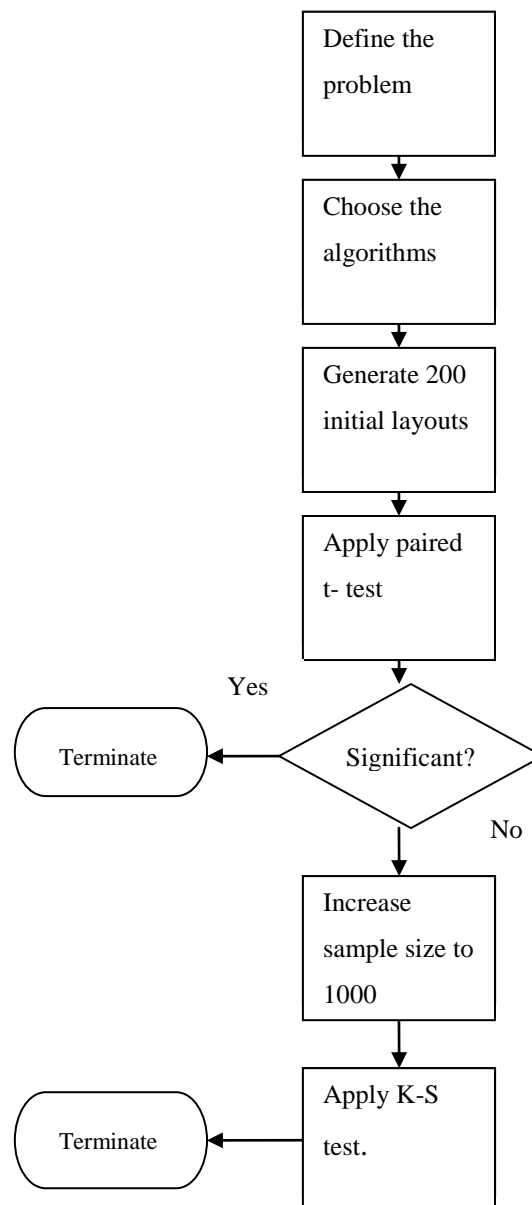 Define the
problem
Choose the
algorithms
Generate 200
initial layouts
Apply paired
t- test
Yes
Terminate
Significant?
No
Increase
sample size to
1000
Apply K-S
test.
Terminate